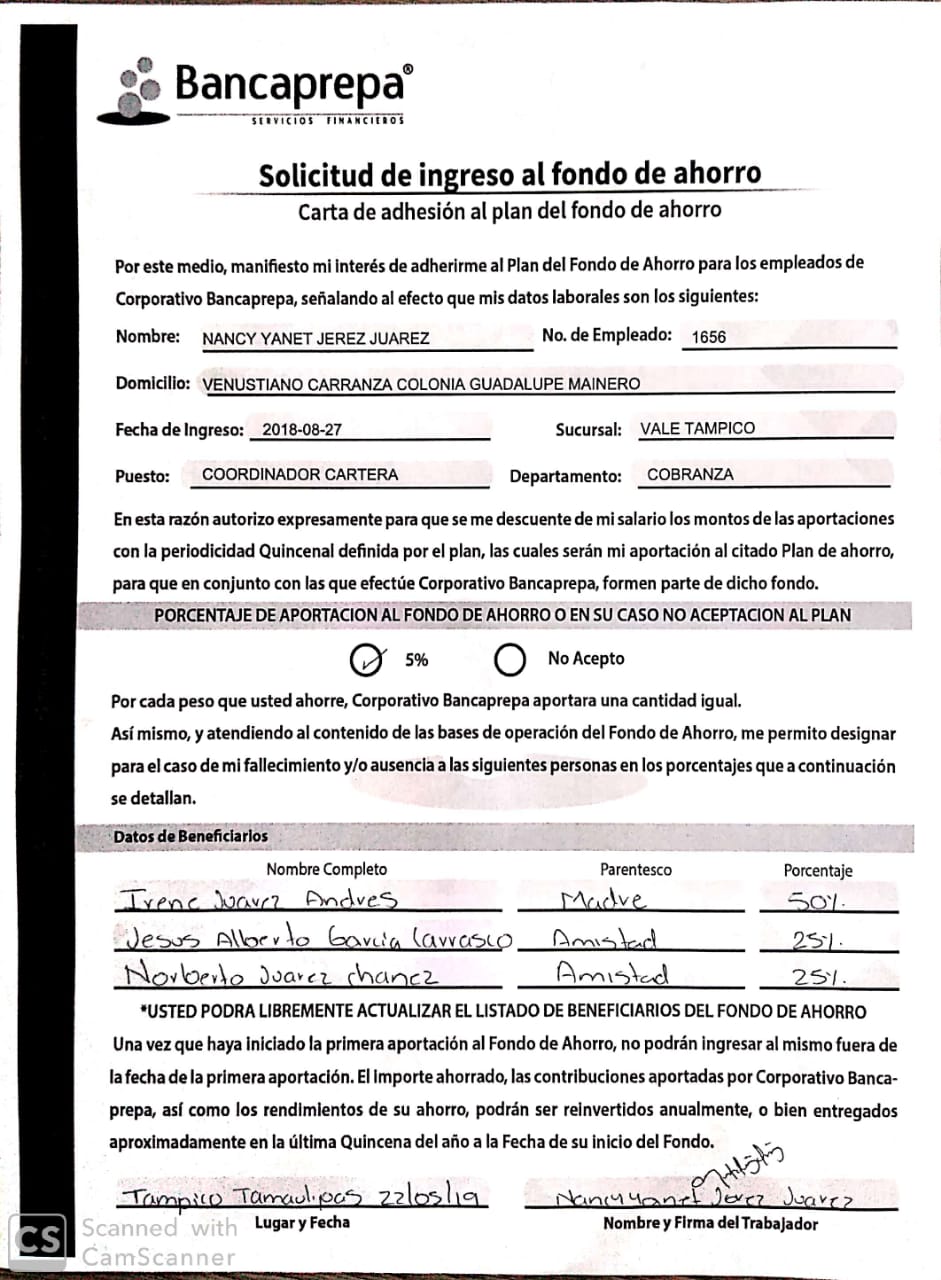 Bancaprepa®
SERVICIOS FINANCIEROS
Solicitud de ingreso al fondo de ahorro
Carta de adhesión al plan del fondo de ahorro
Por este medio, manifiesto mi interés de adherirme al Plan del Fondo de Ahorro para los empleados de
Corporativo Bancaprepa, señalando al efecto que mis datos laborales son los siguientes:
Nombre: NANCY YANET JEREZ JUAREZ No. de Empleado: 1656
Domicilio: VENUSTIANO CARRANZA COLONIA GUADALUPE MAINERO
Fecha de Ingreso: 2018-08-27 Sucursal: VALE TAMPICO
Puesto: COORDINADOR CARTERA Departamento: COBRANZA
En esta razón autorizo expresamente para que se me descuente de mi salario los montos de las aportaciones
con la periodicidad Quincenal definida por el plan, las cuales serán mi aportación al citado Plan de ahorro,
para que en conjunto con las que efectúe Corporativo Bancaprepa, formen parte de dicho fondo.
PORCENTAJE DE APORTACION AL FONDO DE AHORRO O EN SU CASO NO ACEPTACION AL PLAN
5% No Acepto
Por cada peso que usted ahorre, Corporativo Bancaprepa aportara una cantidad igual.
Así mismo, y atendiendo al contenido de las bases de operación del Fondo de Ahorro, me permito designar
para el caso de mi fallecimiento y/o ausencia a las siguientes personas en los porcentajes que a continuación
se detallan.
Datos de Beneficiarios
Nombre Completo Parentesco Porcentaje
Irene Juarez Andres Madre 50%.
Jesus Alberto Garcia Carrasco Amistad 25%.
Norberto Juarez chanez Amistad 25%.
*USTED PODRA LIBREMENTE ACTUALIZAR EL LISTADO DE BENEFICIARIOS DEL FONDO DE AHORRO
Una vez que haya iniciado la primera aportación al Fondo de Ahorro, no podrán ingresar al mismo fuera de
la fecha de la primera aportación. El Importe ahorrado, las contribuciones aportadas por Corporativo Banca-
prepa, así como los rendimientos de su ahorro, podrán ser reinvertidos anualmente, o bien entregados
aproximadamente en la última Quincena del año a la Fecha de su inicio del Fondo.
Tampico Tamaulipas 22/05/19 Nancy Yanet Jerez Juarez
Lugar y Fecha Nombre y Firma del Trabajador
CS Scanned with
CamScanner